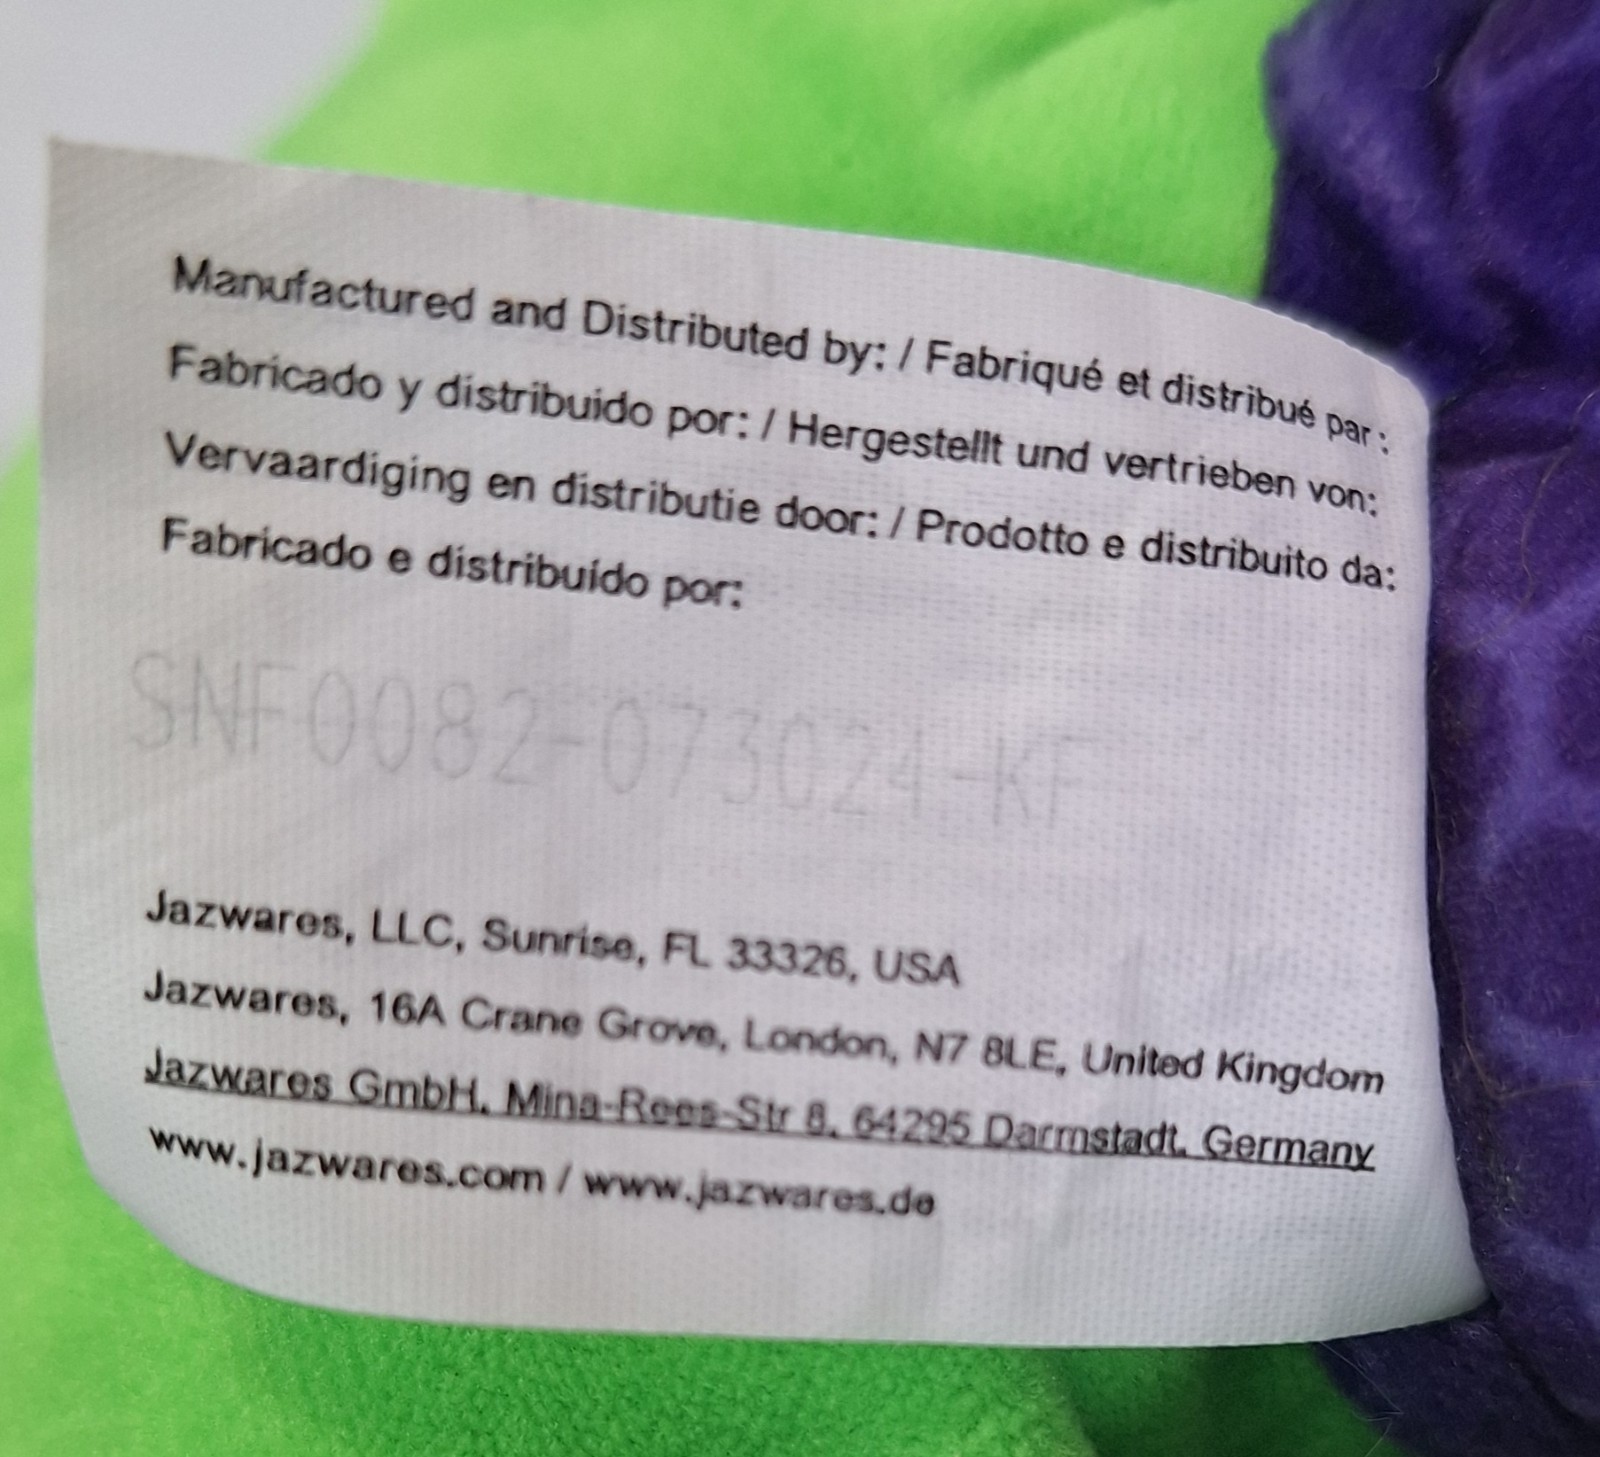 Manufactured and Distributed by: / Fabriqué et distribué par :
Fabricado y distribuido por: / Hergestellt und vertrieben von:
Vervaardiging en distributie door: / Prodotto e distribuito da:
Fabricado e distribuído por:
SNF0082-073024-KF
Jazwares, LLC, Sunrise, FL 33326, USA
Jazwares, 16A Crane Grove, London, N7 8LE, United Kingdom
Jazwares GmbH, Mina-Rees-Str 8, 64295 Darmstadt, Germany
www.jazwares.com / www.jazwares.de